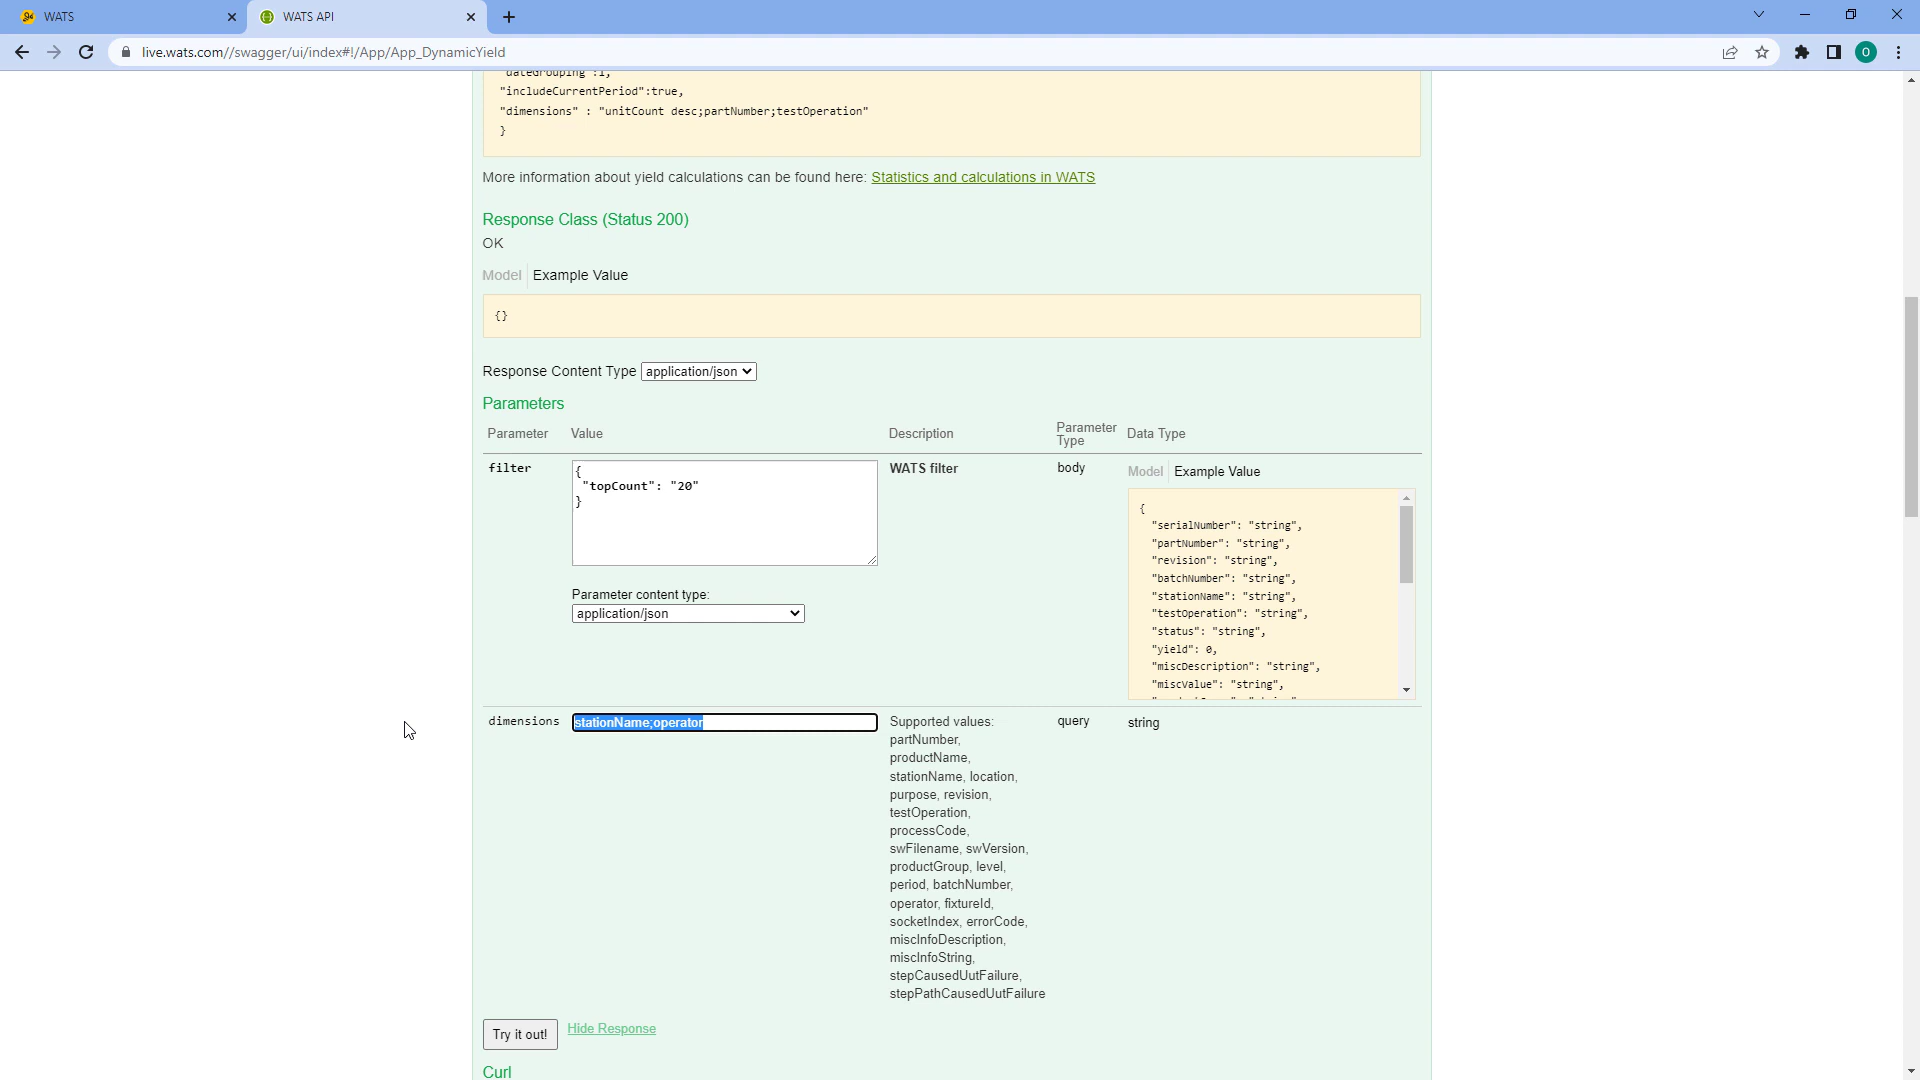 WATS
WATS API
live.wats.com//swagger/ui/index#!/App/App_DynamicYield
O
"dateGrouping":1,
"includeCurrentPeriod":true,
"dimensions" : "unitCount desc;partNumber;testOperation"
}
More information about yield calculations can be found here: Statistics and calculations in WATS
Response Class (Status 200)
OK
Model Example Value
{}
Response Content Type application/json
Parameters
Parameter Value Description Parameter Type Data Type
filter
{
"topCount": "20"
}
Parameter content type:
application/json
WATS filter
body
Model Example Value
{
"serialNumber": "string",
"partNumber": "string",
"revision": "string",
"batchNumber": "string",
"stationName": "string",
"testOperation": "string",
"status": "string",
"yield": 0,
"miscDescription": "string",
"miscValue": "string",
dimensions
stationName;operator
Supported values:
partNumber,
productName,
stationName, location,
purpose, revision,
testOperation,
processCode,
swFilename, swVersion,
productGroup, level,
period, batchNumber,
operator, fixtureId,
socketIndex, errorCode,
miscInfoDescription,
miscInfoString,
stepCausedUutFailure,
stepPathCausedUutFailure
query
string
Try it out! Hide Response
Curl